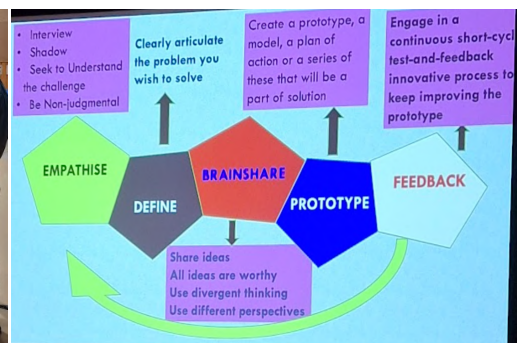 • Interview
• Shadow
• Seek to Understand
the challenge
• Be Non-judgmental
Clearly articulate
the problem you
wish to solve
Create a prototype, a
model, a plan of
action or a series of
these that will be a
part of solution
Engage in a
continuous short-cycl
test-and-feedback
innovative process to
keep improving the
prototype
EMPATHISE
DEFINE
BRAINSHARE
PROTOTYPE
FEEDBACK
Share ideas
All ideas are worthy
Use divergent thinking
Use different perspectives